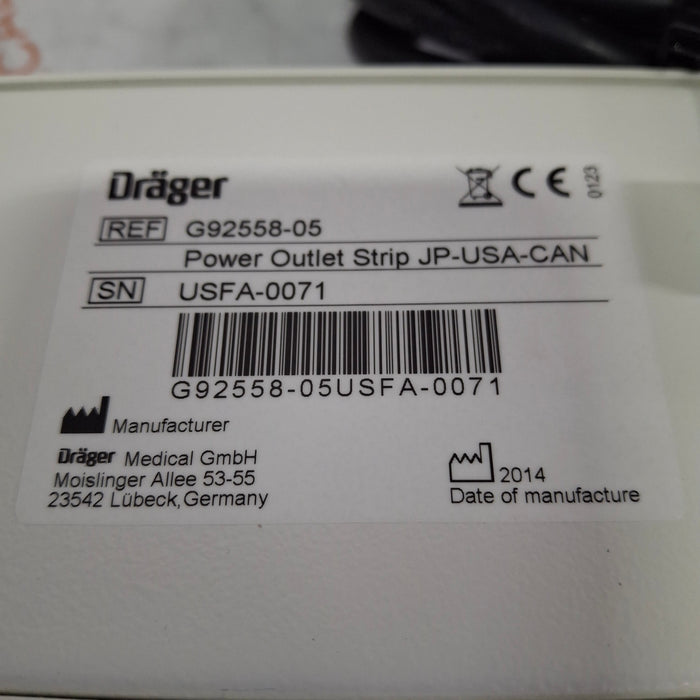 Dräger CE 0123
REF G92558-05
Power Outlet Strip JP-USA-CAN
SN USFA-0071
G92558-05USFA-0071
Manufacturer
Dräger Medical GmbH
Moislinger Allee 53-55
23542 Lübeck,Germany
2014
Date of manufacture